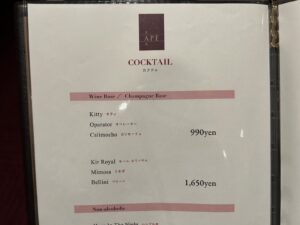 APE
COCKTAIL
カクテル
Wine Base / Champagne Base
Kitty キティ
Operator オペレーター
Calimocho カリモーチョ
990yen
Kir Royal キール ロワイヤル
Mimosa ミモザ
Bellini ベリーニ
1,650yen
Non alcoholic